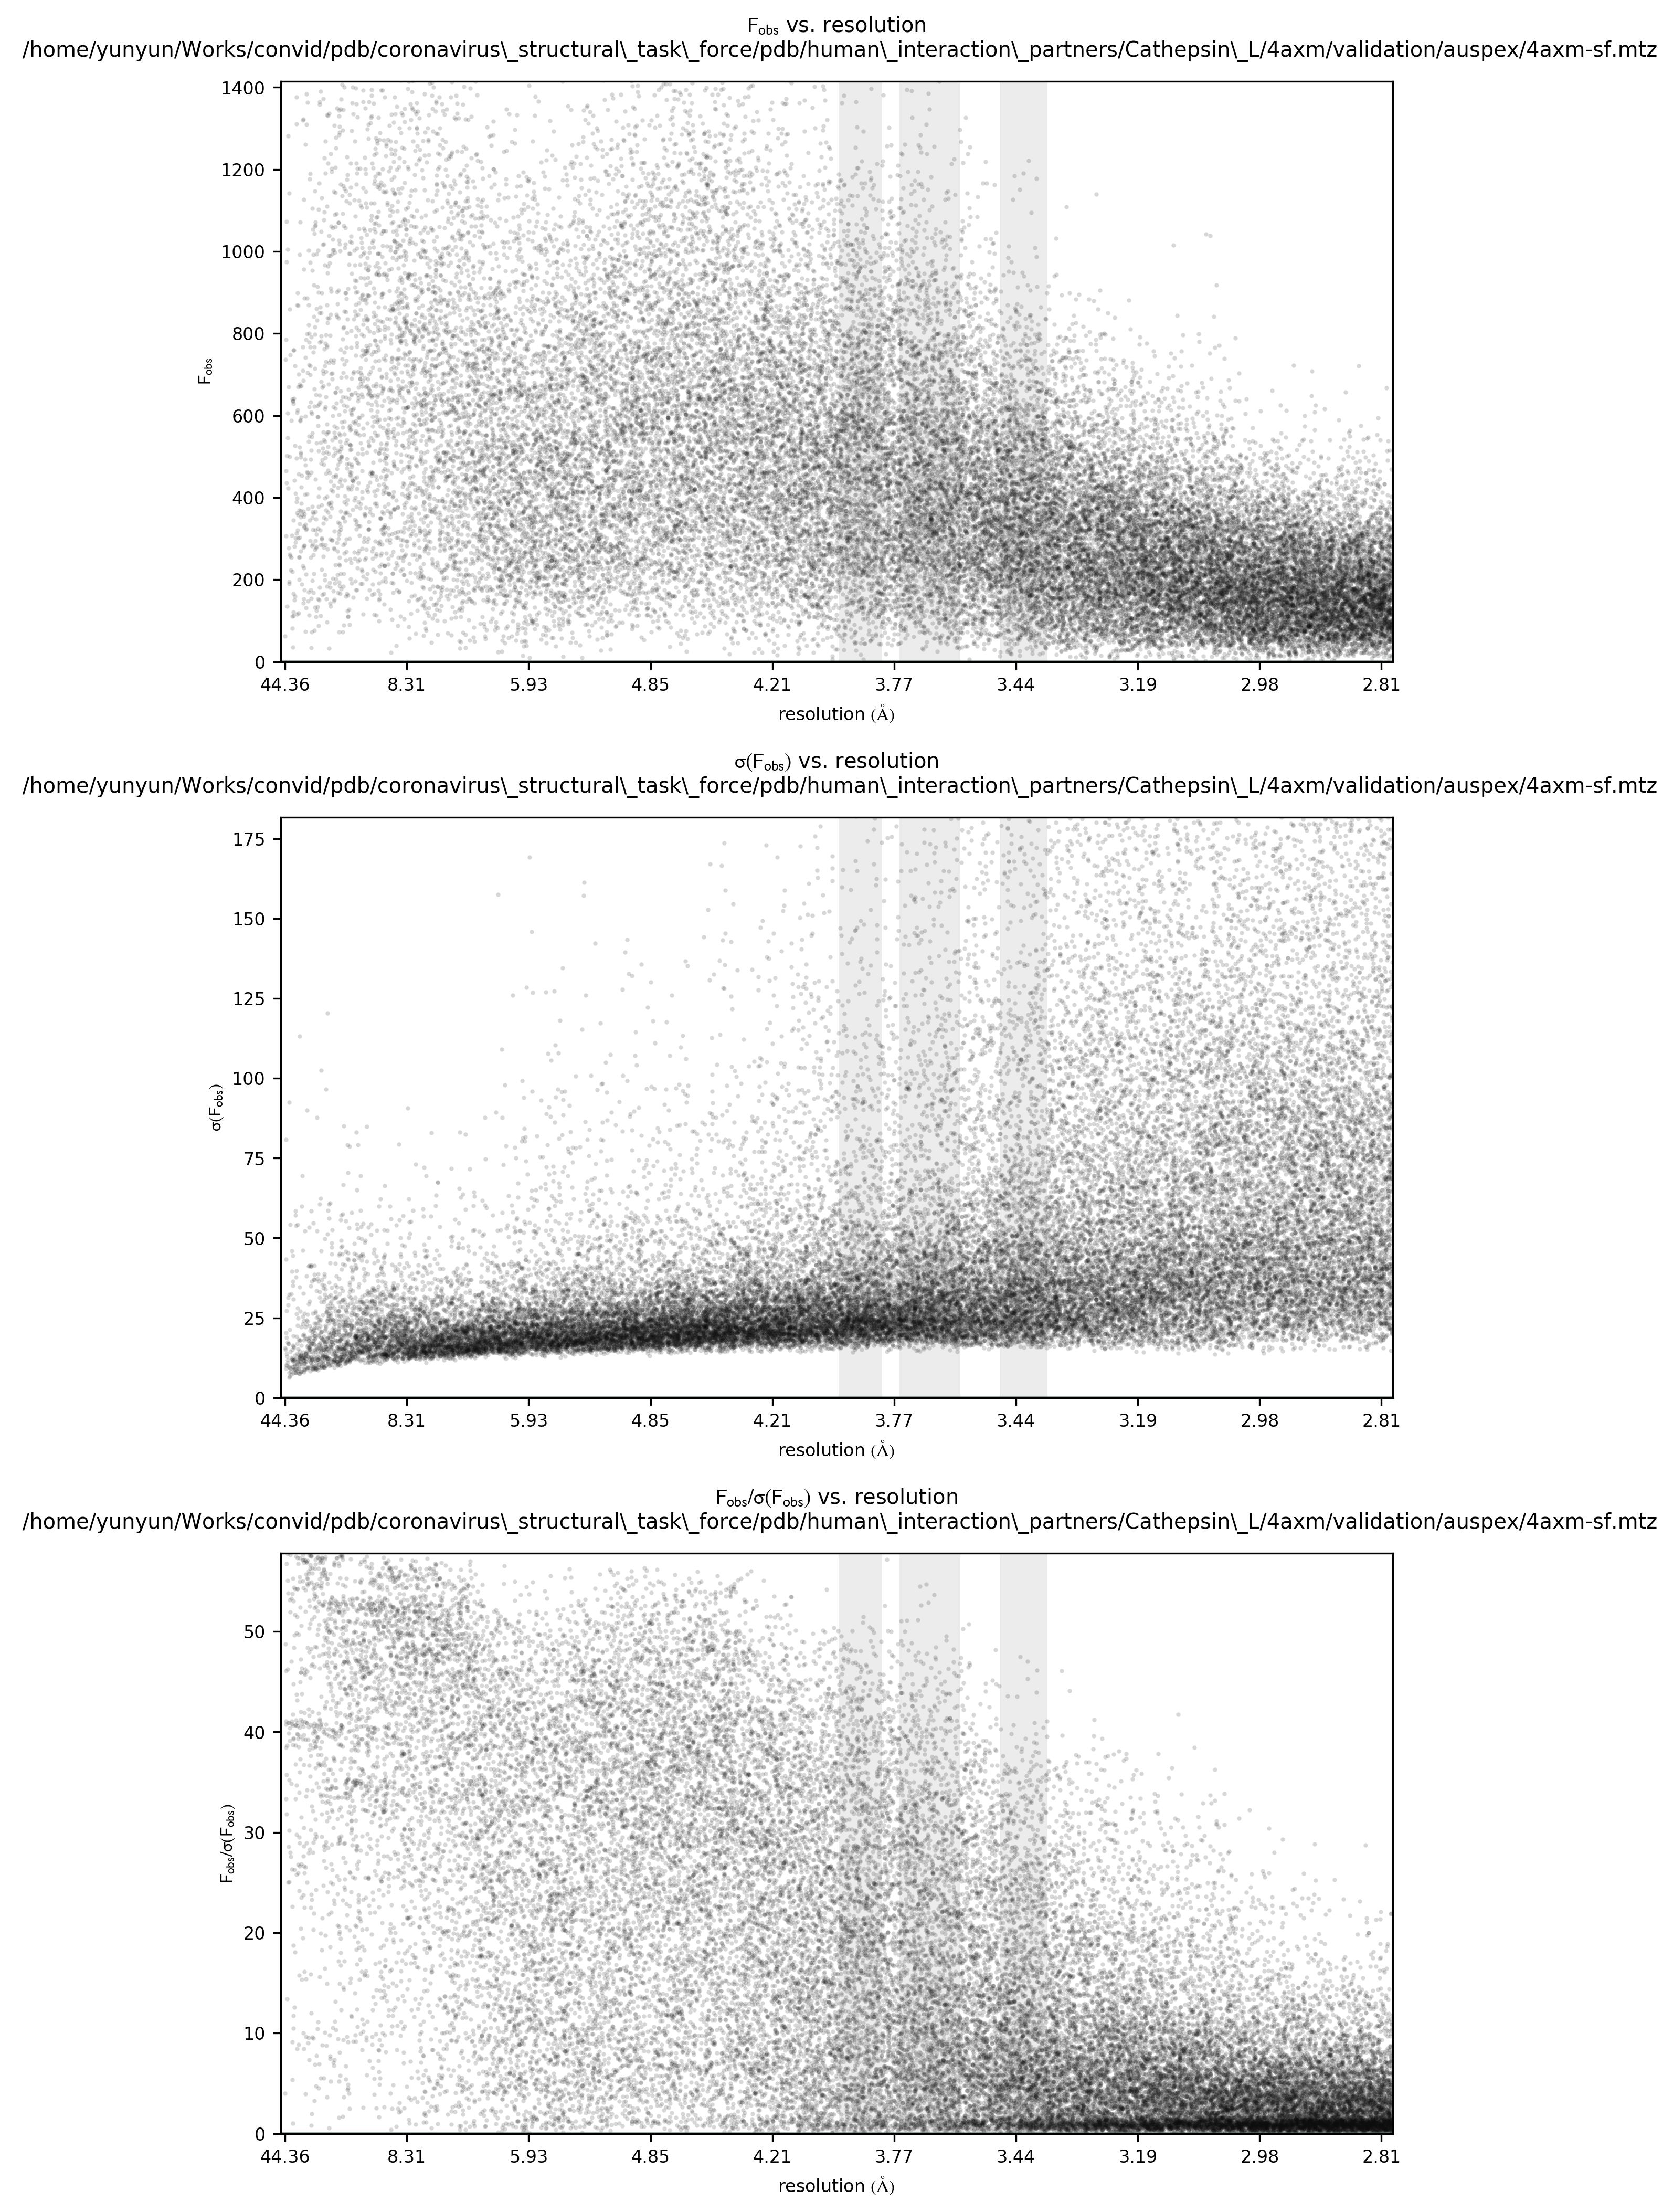 Fobs vs. resolution
/home/yunyun/Works/convid/pdb/coronavirus\_structural\_task\_force/pdb/human\_interaction\_partners/Cathepsin\_L/4axm/validation/auspex/4axm-sf.mtz
1400
1200
1000
800
600
400
200
0
Fobs
44.36 8.31 5.93 4.85 4.21 3.77 3.44 3.19 2.98 2.81
resolution (Å)
σ(Fobs) vs. resolution
/home/yunyun/Works/convid/pdb/coronavirus\_structural\_task\_force/pdb/human\_interaction\_partners/Cathepsin\_L/4axm/validation/auspex/4axm-sf.mtz
175
150
125
100
75
50
25
0
σ(Fobs)
44.36 8.31 5.93 4.85 4.21 3.77 3.44 3.19 2.98 2.81
resolution (Å)
Fobs/σ(Fobs) vs. resolution
/home/yunyun/Works/convid/pdb/coronavirus\_structural\_task\_force/pdb/human\_interaction\_partners/Cathepsin\_L/4axm/validation/auspex/4axm-sf.mtz
50
40
30
20
10
0
Fobs/σ(Fobs)
44.36 8.31 5.93 4.85 4.21 3.77 3.44 3.19 2.98 2.81
resolution (Å)